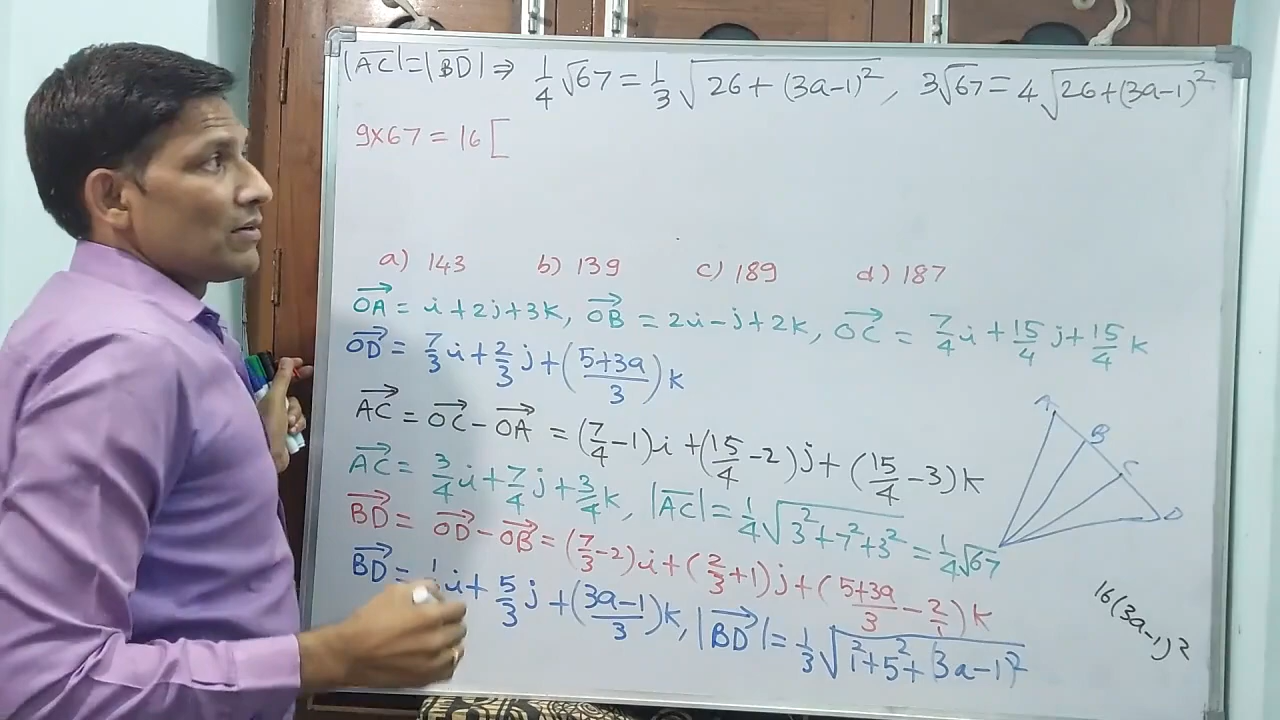 |AC̅| = |BD̅| ⇒ 1/4 √67 = 1/3 √(26 + (3a-1)²), 3√67 = 4√(26+(3a-1)²)
9×67 = 16 [
a) 143 b) 139 c) 189 d) 187
OA⃗ = i+2j+3k, OB⃗ = 2i-j+2k, OC⃗ = 7/4 i + 15/4 j + 15/4 k
OD⃗ = 7/3 i + 2/3 j + ((5+3a)/3) k
AC⃗ = OC⃗ - OA⃗ = (7/4 - 1)i + (15/4 - 2)j + (15/4 - 3)k
AC⃗ = 3/4 i + 7/4 j + 3/4 k, |AC⃗| = 1/4 √(3²+7²+3²) = 1/4 √67
BD⃗ = OD⃗ - OB⃗ = (7/3 - 2)i + (2/3 + 1)j + ((5+3a)/3 - 2/1)k
BD⃗ = 1/ i + 5/3 j + ((3a-1)/3)k, |BD⃗| = 1/3 √(1²+5²+(3a-1)²)
A
B
C
D
16(3a-1)²